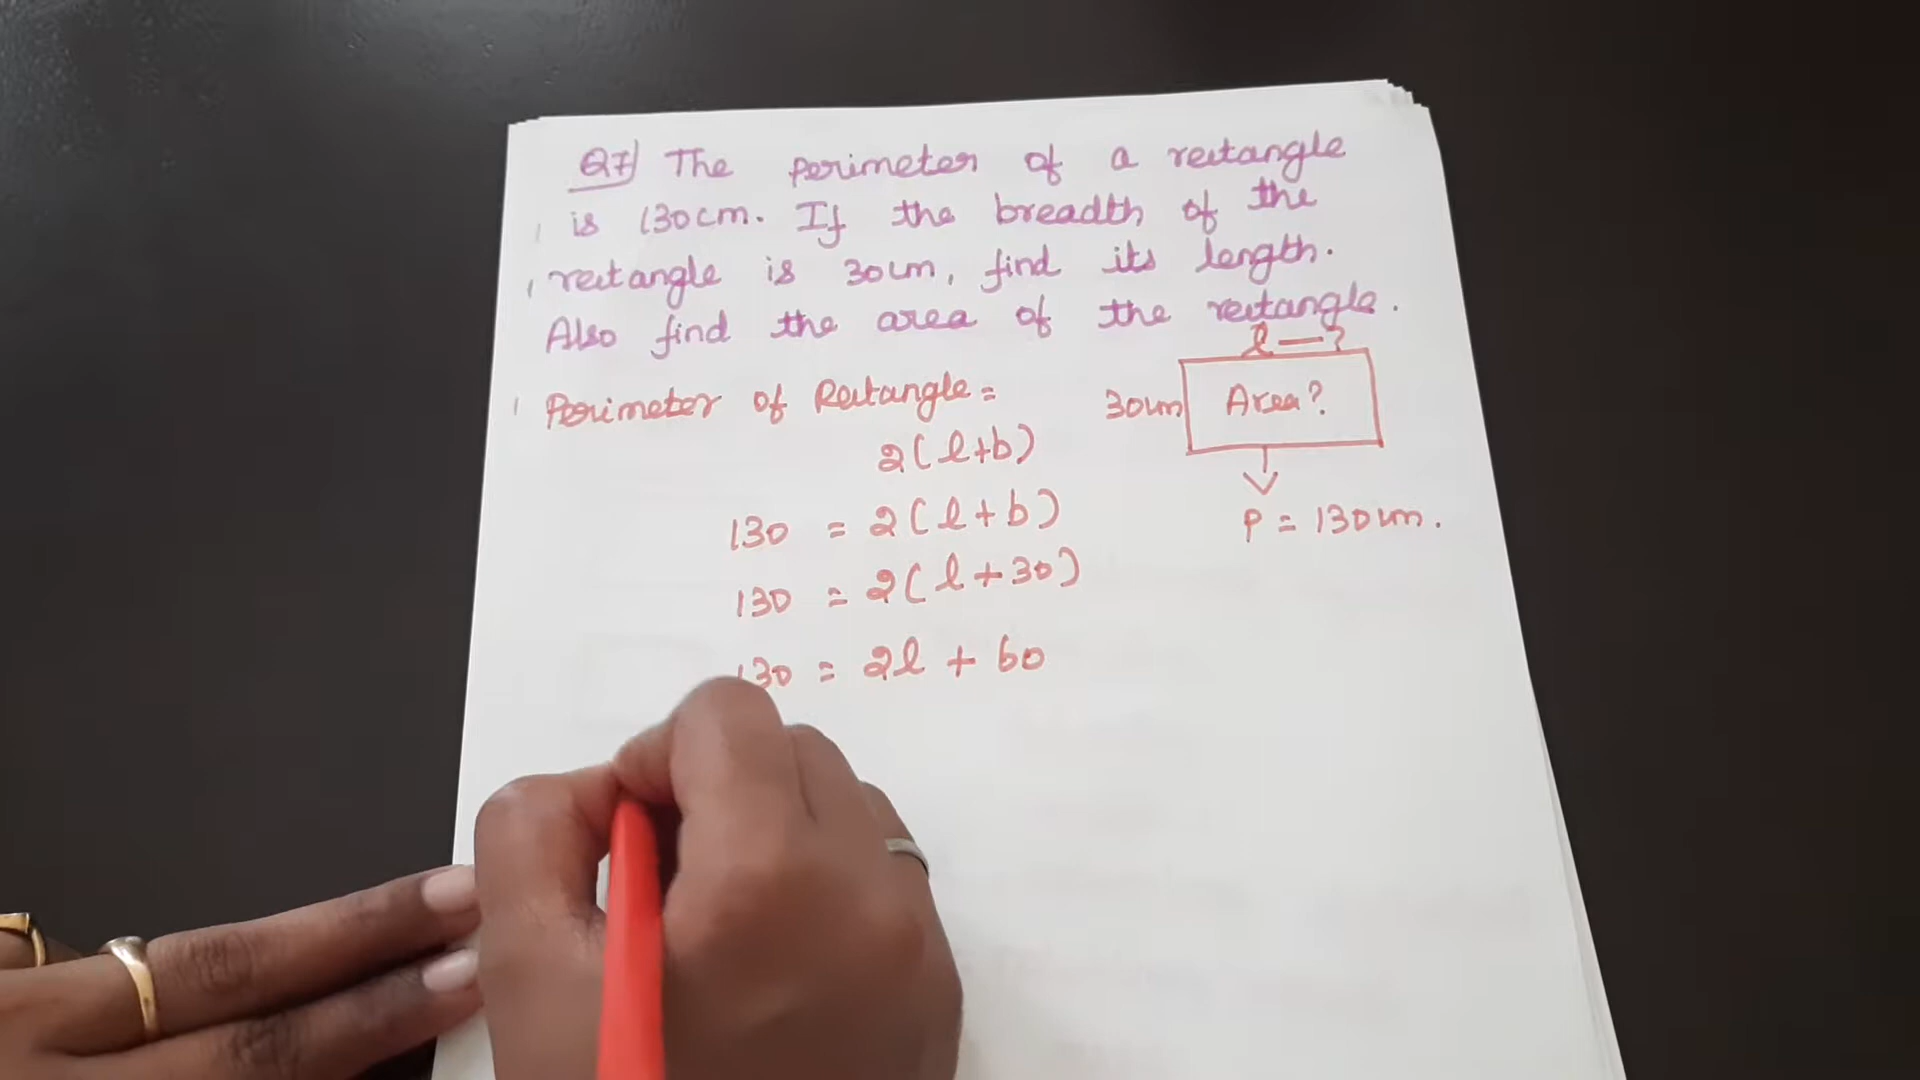 Q7) The perimeter of a rectangle
is 130cm. If the breadth of the
rectangle is 30cm, find its length.
Also find the area of the rectangle.
l—?
Perimeter of Rectangle =
30cm
Area?
2(l+b)
130 = 2(l+b)
P = 130cm.
130 = 2(l+30)
130 = 2l + 60